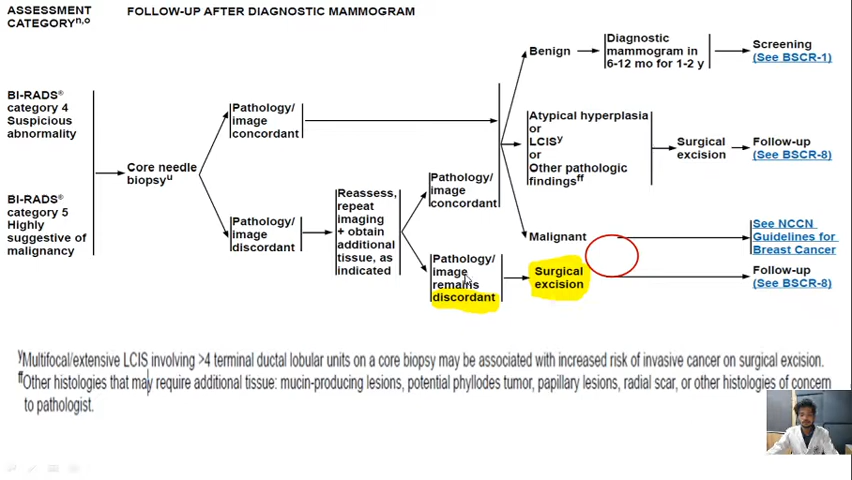 ASSESSMENT
CATEGORYn,o
FOLLOW-UP AFTER DIAGNOSTIC MAMMOGRAM
BI-RADS®
category 4
Suspicious
abnormality
BI-RADS®
category 5
Highly
suggestive of
malignancy
Core needle
biopsyu
Pathology/
image
concordant
Pathology/
image
discordant
Reassess,
repeat
imaging
+ obtain
additional
tissue, as
indicated
Pathology/
image
concordant
Pathology/
image
remains
discordant
Surgical
excision
Benign
Diagnostic
mammogram in
6-12 mo for 1-2 y
Screening
(See BSCR-1)
Atypical hyperplasia
or
LCISy
or
Other pathologic
findingsff
Surgical
excision
Follow-up
(See BSCR-8)
Malignant
See NCCN
Guidelines for
Breast Cancer
Follow-up
(See BSCR-8)
yMultifocal/extensive LCIS involving >4 terminal ductal lobular units on a core biopsy may be associated with increased risk of invasive cancer on surgical excision.
ffOther histologies that may require additional tissue: mucin-producing lesions, potential phyllodes tumor, papillary lesions, radial scar, or other histologies of concern
to pathologist.